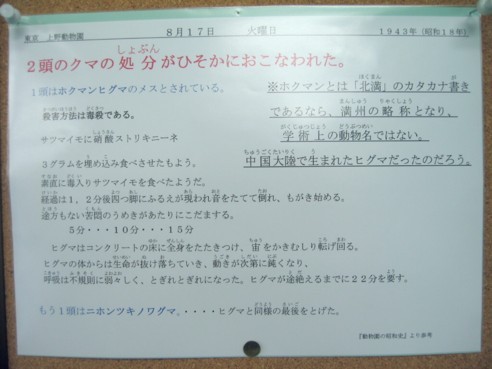 東京 上野動物園 8月17日 火曜日 1943年(昭和18年)
2頭のクマの処分がひそかにおこなわれた。
1頭はホクマンヒグマのメスとされている。
※ホクマンとは「北満」のカタカナ書き
殺害方法は毒殺である。
であるなら、満州の略称となり、
サツマイモに硝酸ストリキニーネ
学術上の動物名ではない。
3グラムを埋め込み食べさせたもよう。
中国大陸で生まれたヒグマだったのだろう。
素直に毒入りサツマイモを食べたようだ。
経過は1,2分後四つ脚にふるえが現われ音をたてて倒れ、もがき始める。
途方もない苦悶のうめきがあたりにこだまする。
5分・・・10分・・・15分
ヒグマはコンクリートの床に全身をたたきつけ、宙をかきむしり転げ回る。
ヒグマの体からは生命が抜け落ちていき、動きが次第に鈍くなり、
呼吸は不規則に弱々しく、とぎれとぎれになった。ヒグマが途絶えるまでに22分を要す。
もう1頭はニホンツキノワグマ。・・・・ヒグマと同様の最後をとげた。
『動物園の昭和史』より参考